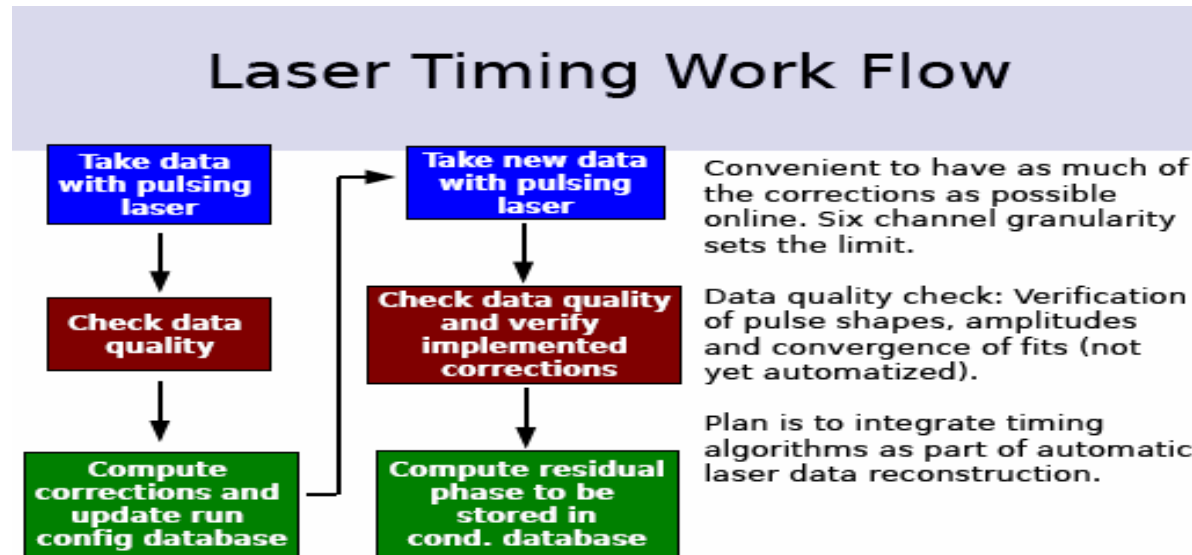 Laser Timing Work Flow
Take data
with pulsing
laser
Check data
quality
Compute
corrections and
update run
config database
Take new data
with pulsing
laser
Check data quality
and verify
implemented
corrections
Compute residual
phase to be
stored in
cond. database
Convenient to have as much of
the corrections as possible
online. Six channel granularity
sets the limit.
Data quality check: Verification
of pulse shapes, amplitudes
and convergence of fits (not
yet automatized).
Plan is to integrate timing
algorithms as part of automatic
laser data reconstruction.